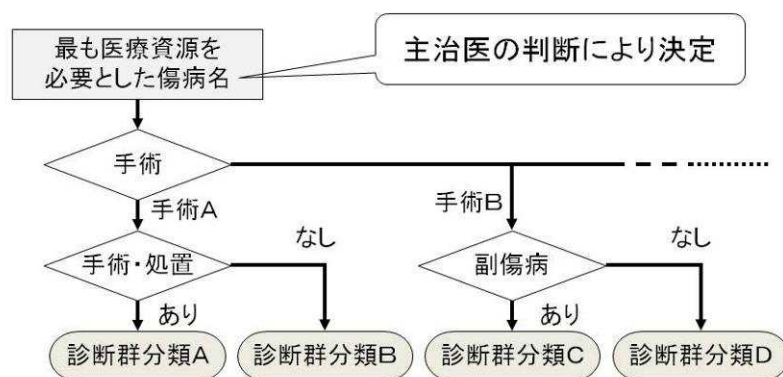 最も医療資源を
必要とした傷病名
主治医の判断により決定
手術
手術A
手術B
手術・処置
なし
副傷病
なし
あり
あり
診断群分類A
診断群分類B
診断群分類C
診断群分類D